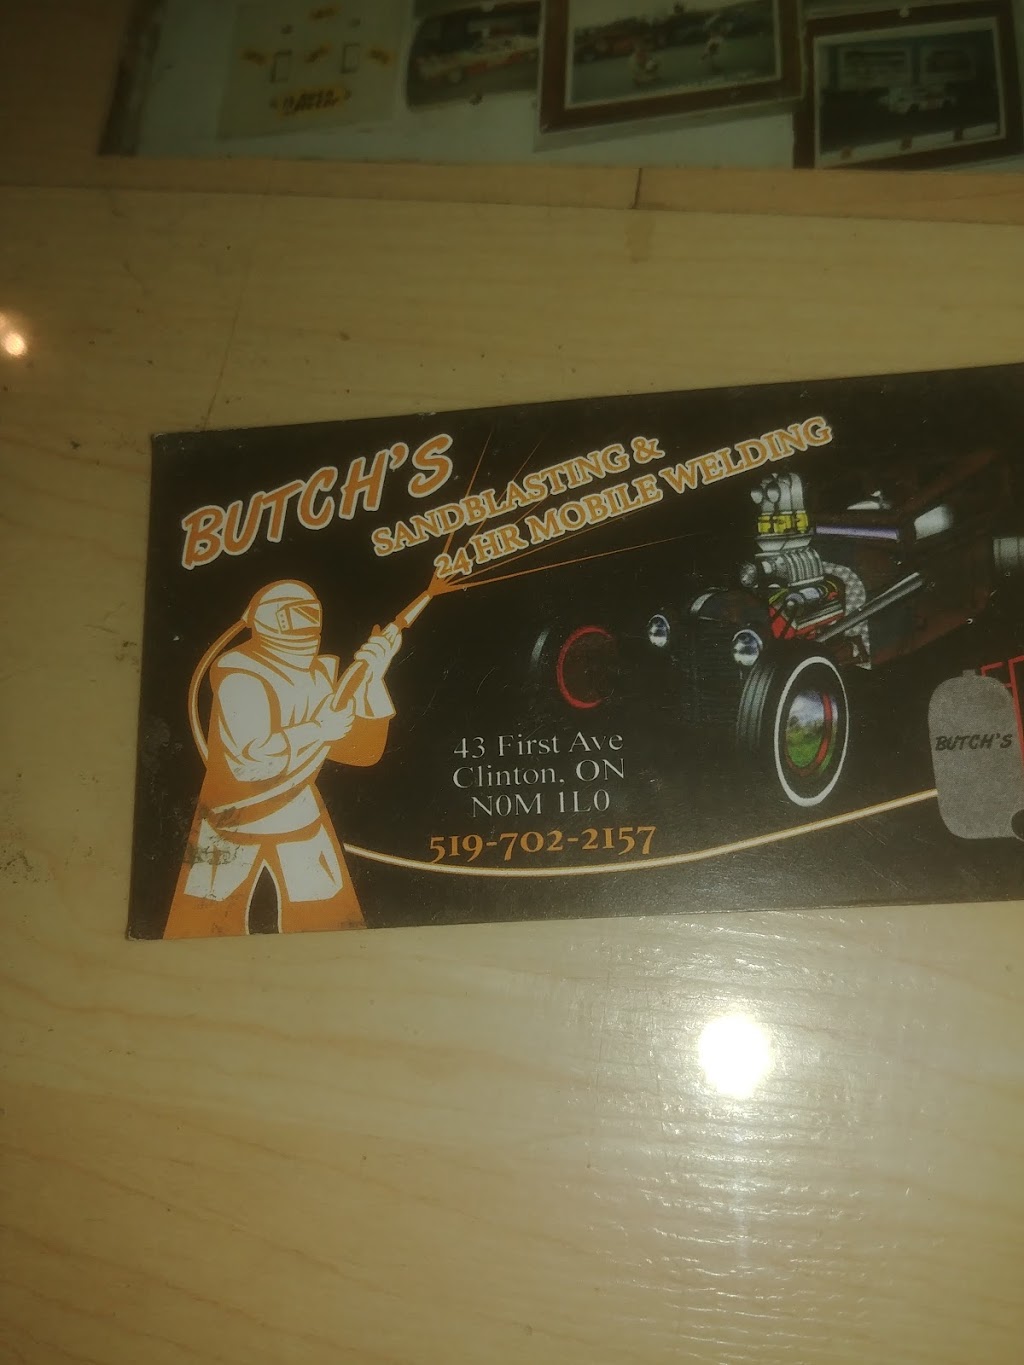 BUTCH'S
SANDBLASTING &
24 HR MOBILE WELDING
43 First Ave
Clinton, ON
N0M 1L0
519-702-2157
BUTCH'S